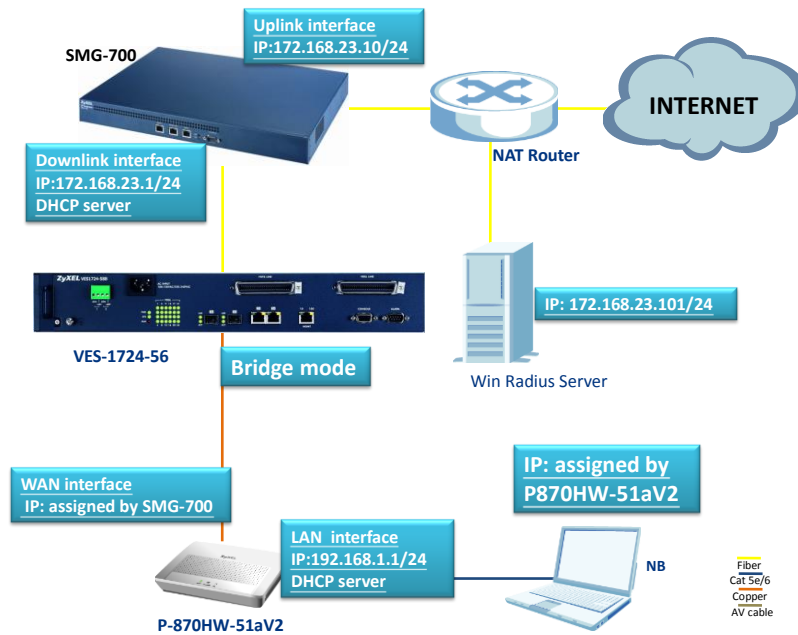 Uplink interface
IP:172.168.23.10/24
SMG-700
INTERNET
NAT Router
Downlink interface
IP:172.168.23.1/24
DHCP server
ZyXEL VES1724-56B
IP: 172.168.23.101/24
VES-1724-56
Bridge mode
Win Radius Server
IP: assigned by
P870HW-51aV2
WAN interface
IP: assigned by SMG-700
LAN interface
IP:192.168.1.1/24
DHCP server
NB
Fiber
Cat 5e/6
Copper
AV cable
P-870HW-51aV2